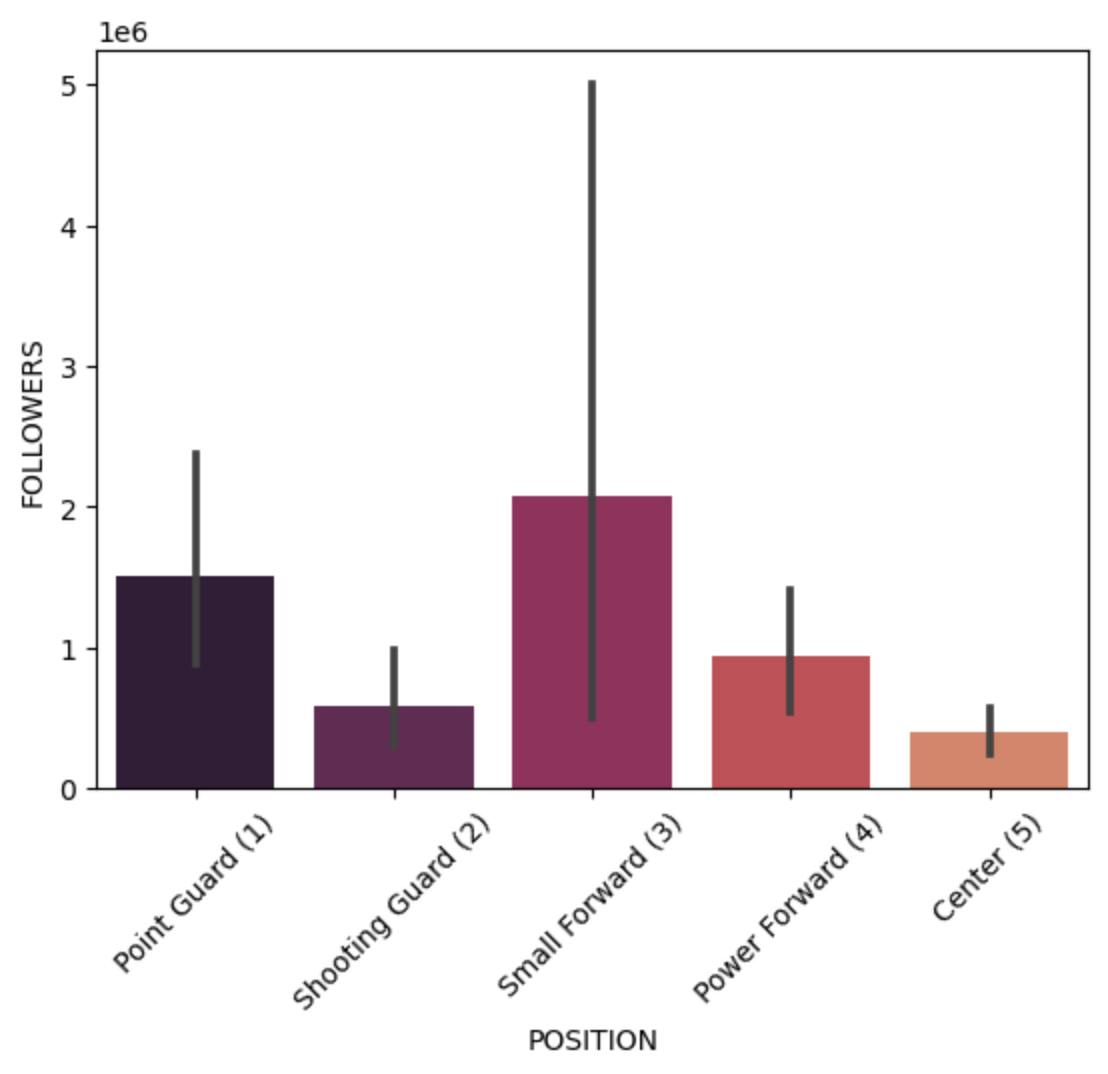 1e6
5
4
3
2
1
0
FOLLOWERS
Point Guard (1)
Shooting Guard (2)
Small Forward (3)
Power Forward (4)
Center (5)
POSITION